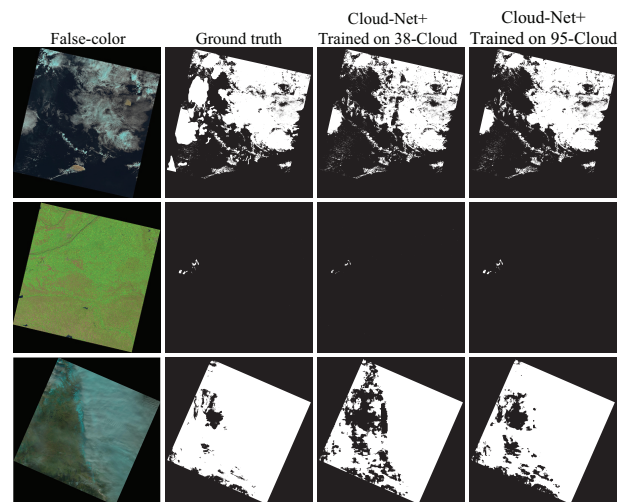 False-color
Ground truth
Cloud-Net+
Trained on 38-Cloud
Cloud-Net+
Trained on 95-Cloud